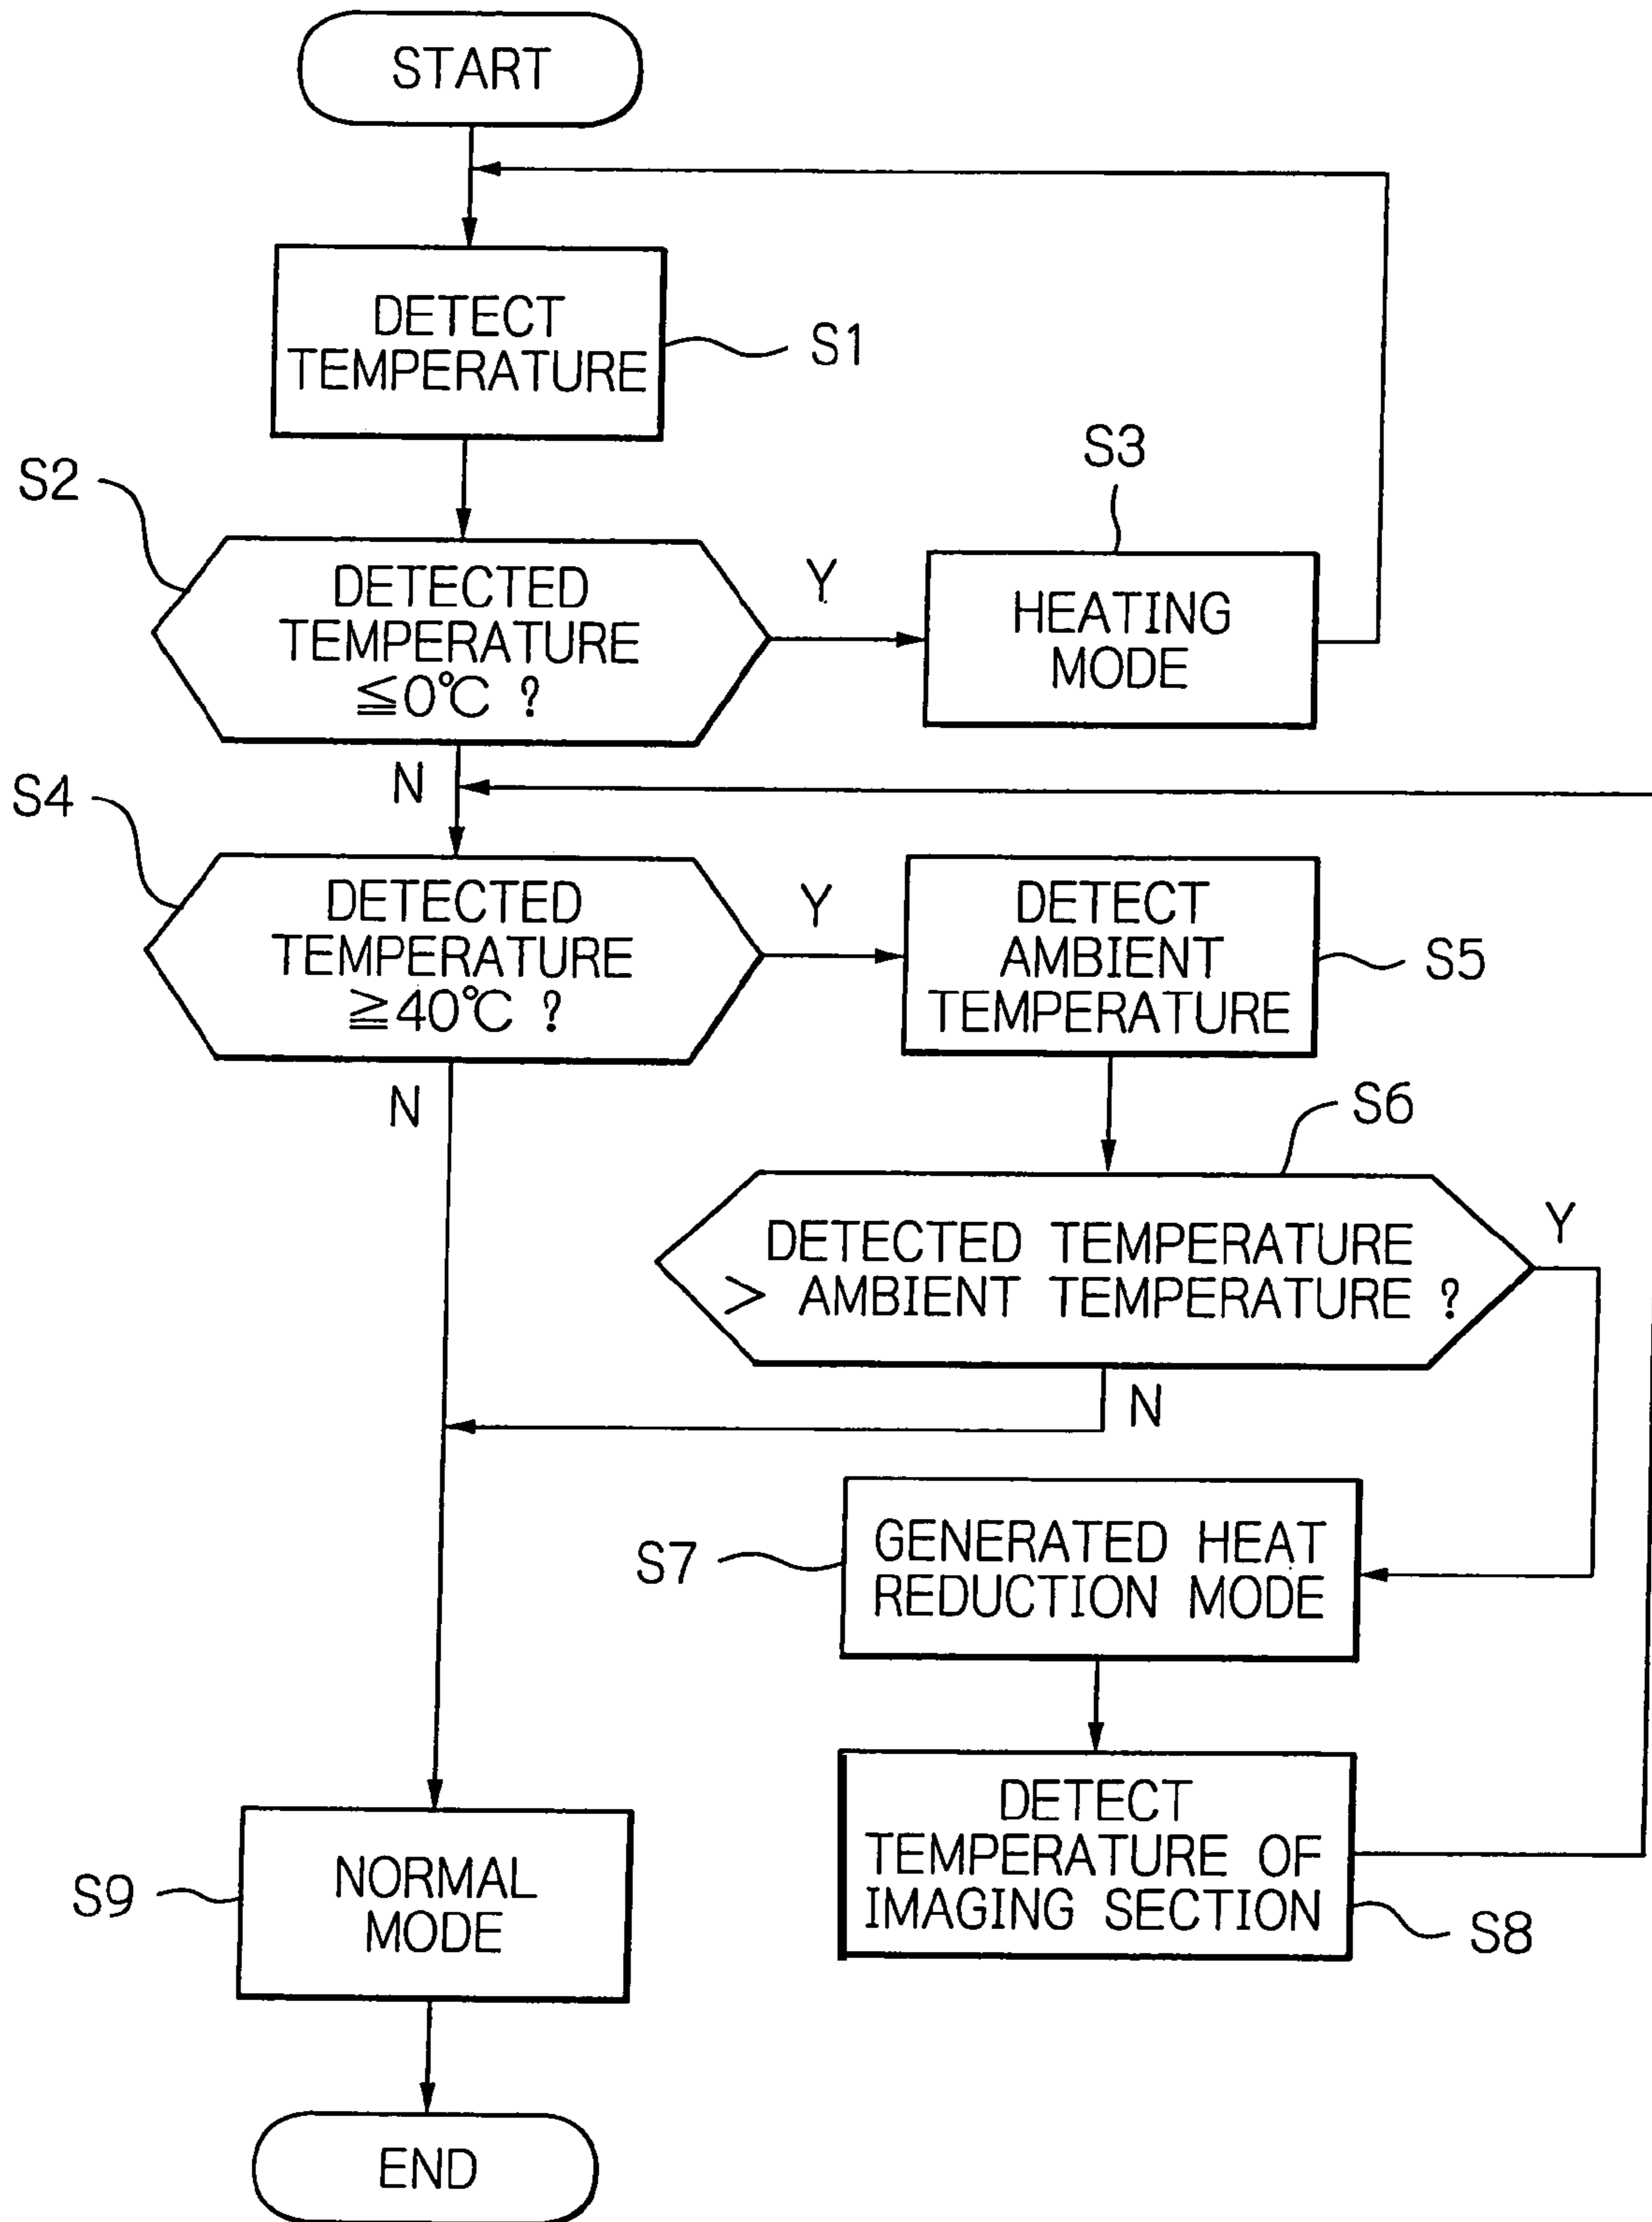 START
DETECT
TEMPERATURE
S1
S2
DETECTED
TEMPERATURE
≦0℃ ?
Y
S3
HEATING
MODE
N
S4
DETECTED
TEMPERATURE
≧40℃ ?
Y
DETECT
AMBIENT
TEMPERATURE
S5
N
S6
DETECTED TEMPERATURE
> AMBIENT TEMPERATURE ?
Y
N
S7
GENERATED HEAT
REDUCTION MODE
DETECT
TEMPERATURE OF
IMAGING SECTION
S8
S9
NORMAL
MODE
END